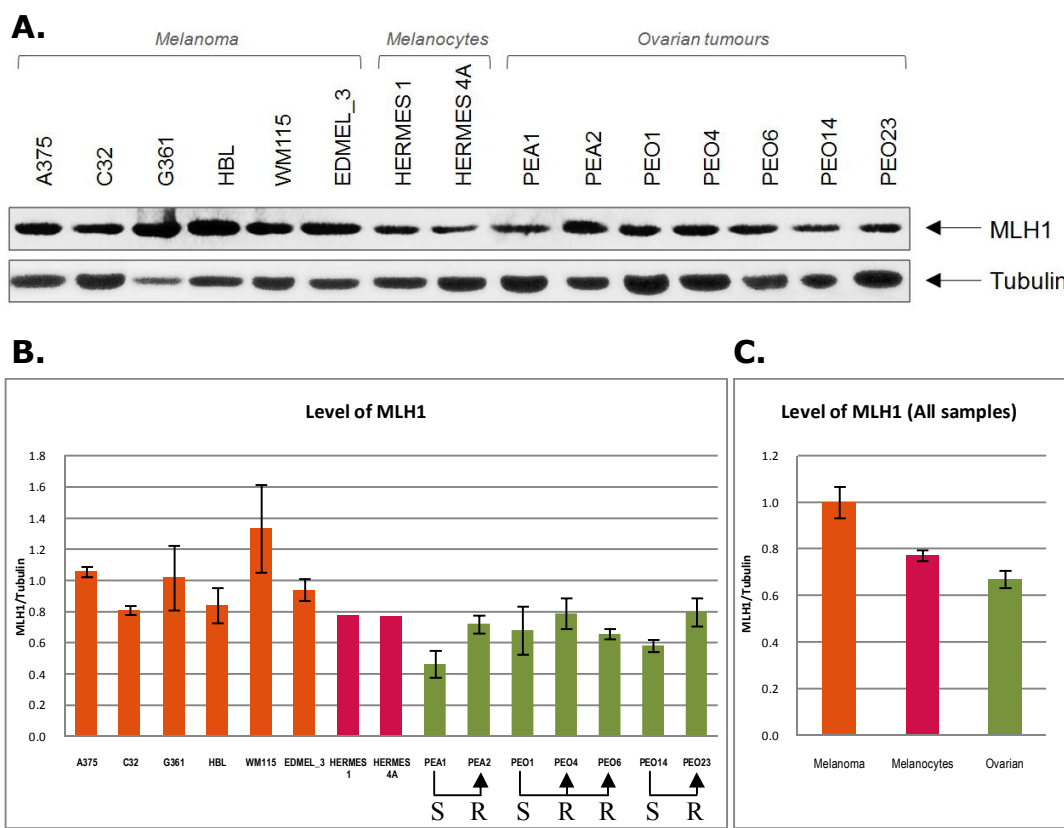 A.
Melanoma Melanocytes Ovarian tumours
A375 C32 G361 HBL WM115 EDMEL_3 HERMES 1 HERMES 4A PEA1 PEA2 PEO1 PEO4 PEO6 PEO14 PEO23
MLH1
Tubulin
B.
Level of MLH1
MLH1/Tubulin
1.8
1.6
1.4
1.2
1.0
0.8
0.6
0.4
0.2
0.0
A375 C32 G361 HBL WM115 EDMEL_3 HERMES 1 HERMES 4A PEA1 PEA2 PEO1 PEO4 PEO6 PEO14 PEO23
S R S R R S R
C.
Level of MLH1 (All samples)
MLH1/Tubulin
1.2
1.0
0.8
0.6
0.4
0.2
0.0
Melanoma Melanocytes Ovarian